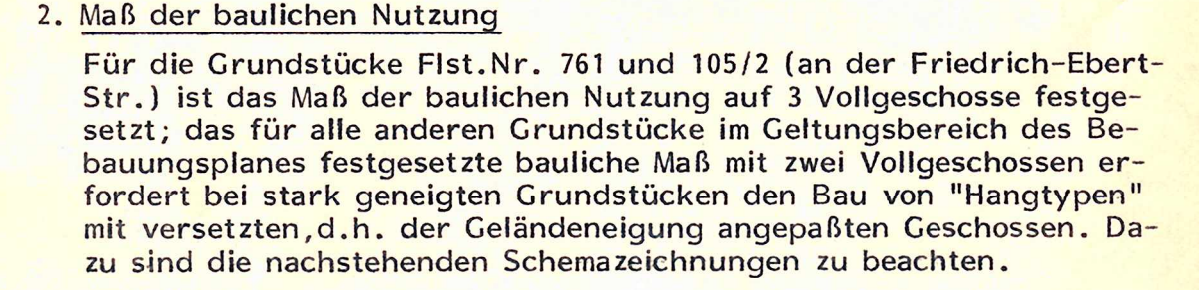 2. Maß der baulichen Nutzung
Für die Grundstücke Flst.Nr. 761 und 105/2 (an der Friedrich-Ebert-
Str.) ist das Maß der baulichen Nutzung auf 3 Vollgeschosse festge-
setzt; das für alle anderen Grundstücke im Geltungsbereich des Be-
bauungsplanes festgesetzte bauliche Maß mit zwei Vollgeschossen er-
fordert bei stark geneigten Grundstücken den Bau von "Hangtypen"
mit versetzten,d.h. der Geländeneigung angepaßten Geschossen. Da-
zu sind die nachstehenden Schemazeichnungen zu beachten.